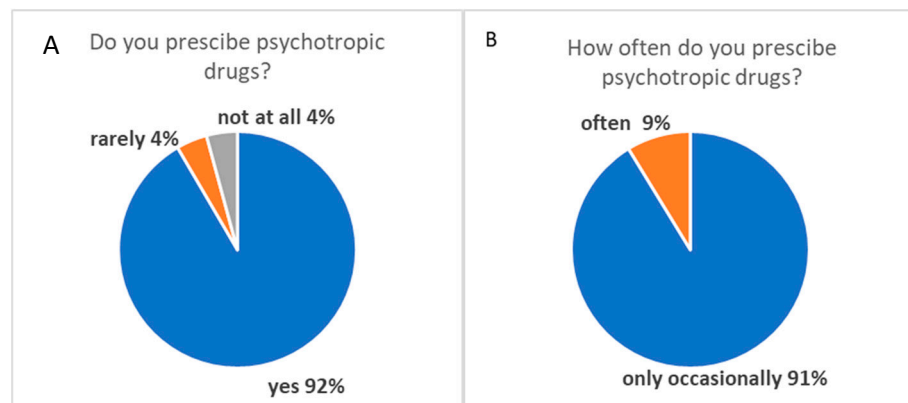 A
Do you prescibe psychotropic
drugs?
not at all 4%
rarely 4%
yes 92%
B
How often do you prescibe
psychotropic drugs?
often 9%
only occasionally 91%